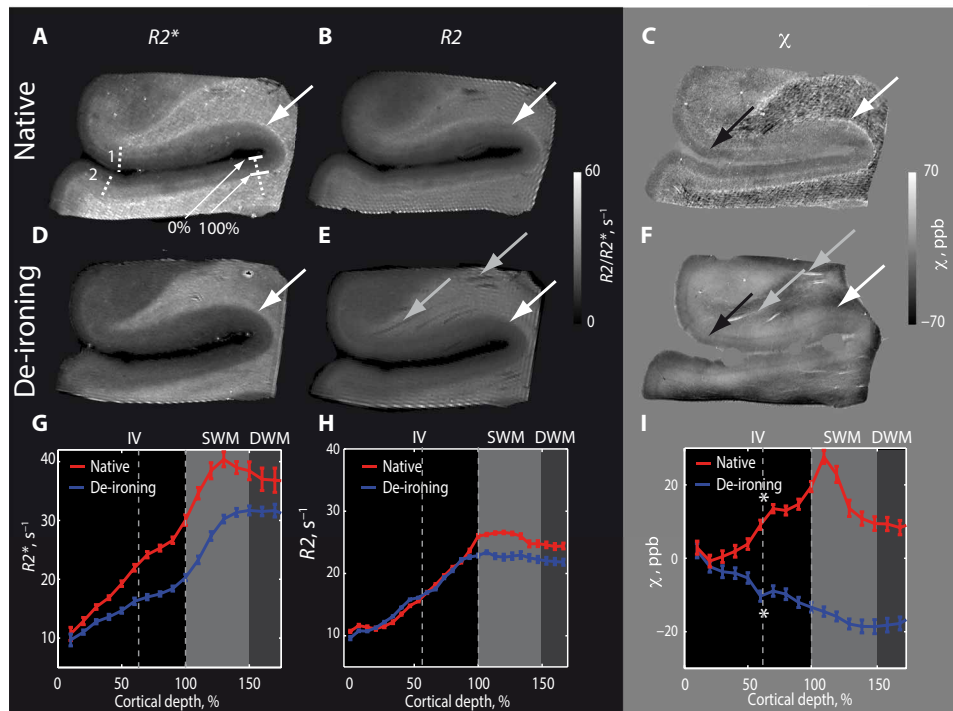 A R2* B R2 C χ
Native
1
2
0% 100%
60
R2/R2*, s⁻¹
0
70
χ, ppb
−70
D E F
De-ironing
G IV SWM DWM H IV SWM DWM I IV SWM DWM
40
30
20
10
R2*, s⁻¹
Native
De-ironing
0 50 100 150
Cortical depth, %
40
30
20
10
R2, s⁻¹
Native
De-ironing
0 50 100 150
Cortical depth, %
20
0
−20
χ, ppb
Native
De-ironing
*
*
0 50 100 150
Cortical depth, %